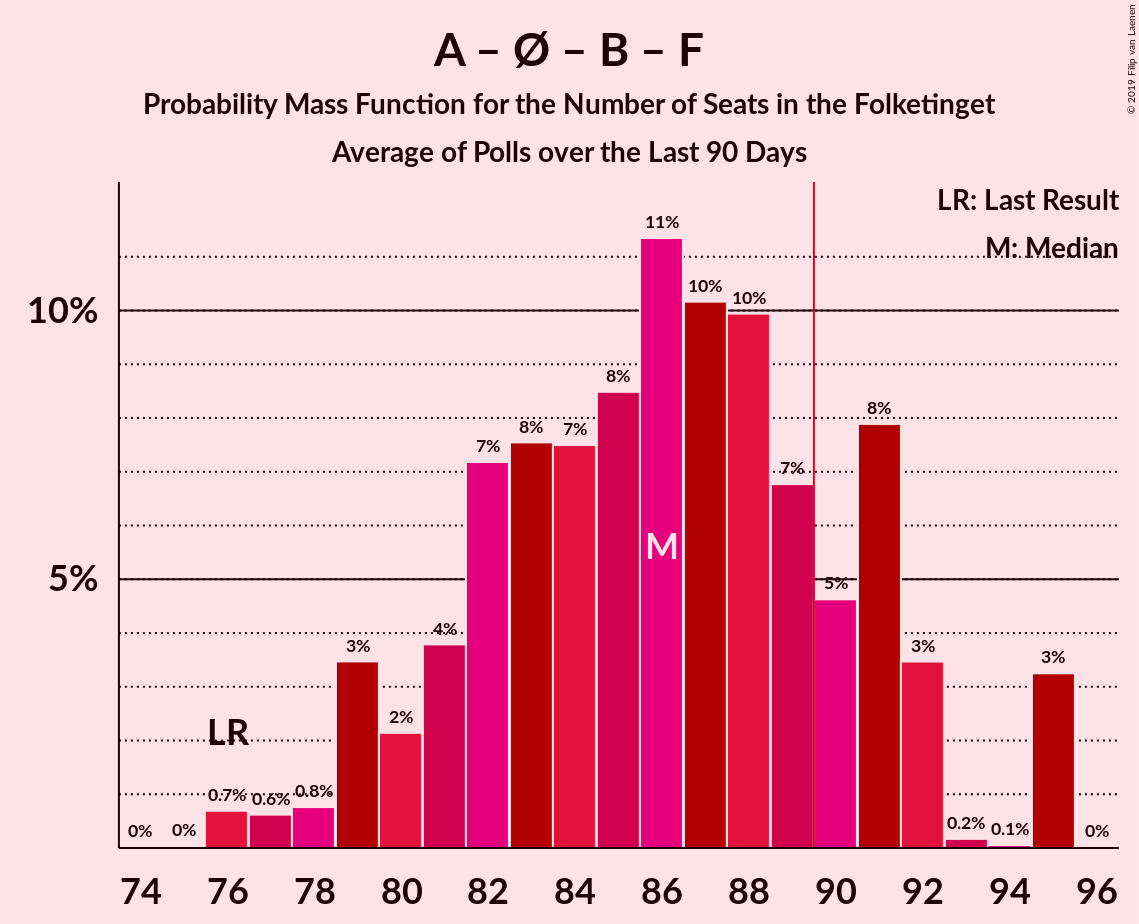 A – Ø – B – F
Probability Mass Function for the Number of Seats in the Folketinget
Average of Polls over the Last 90 Days
© 2019 Filip van Laenen
LR: Last Result
M: Median
10%
5%
0%
0%
0.7%
0.6%
0.8%
3%
2%
4%
7%
8%
7%
8%
11%
10%
10%
7%
5%
8%
3%
0.2%
0.1%
3%
0%
LR
M
74 76 78 80 82 84 86 88 90 92 94 96